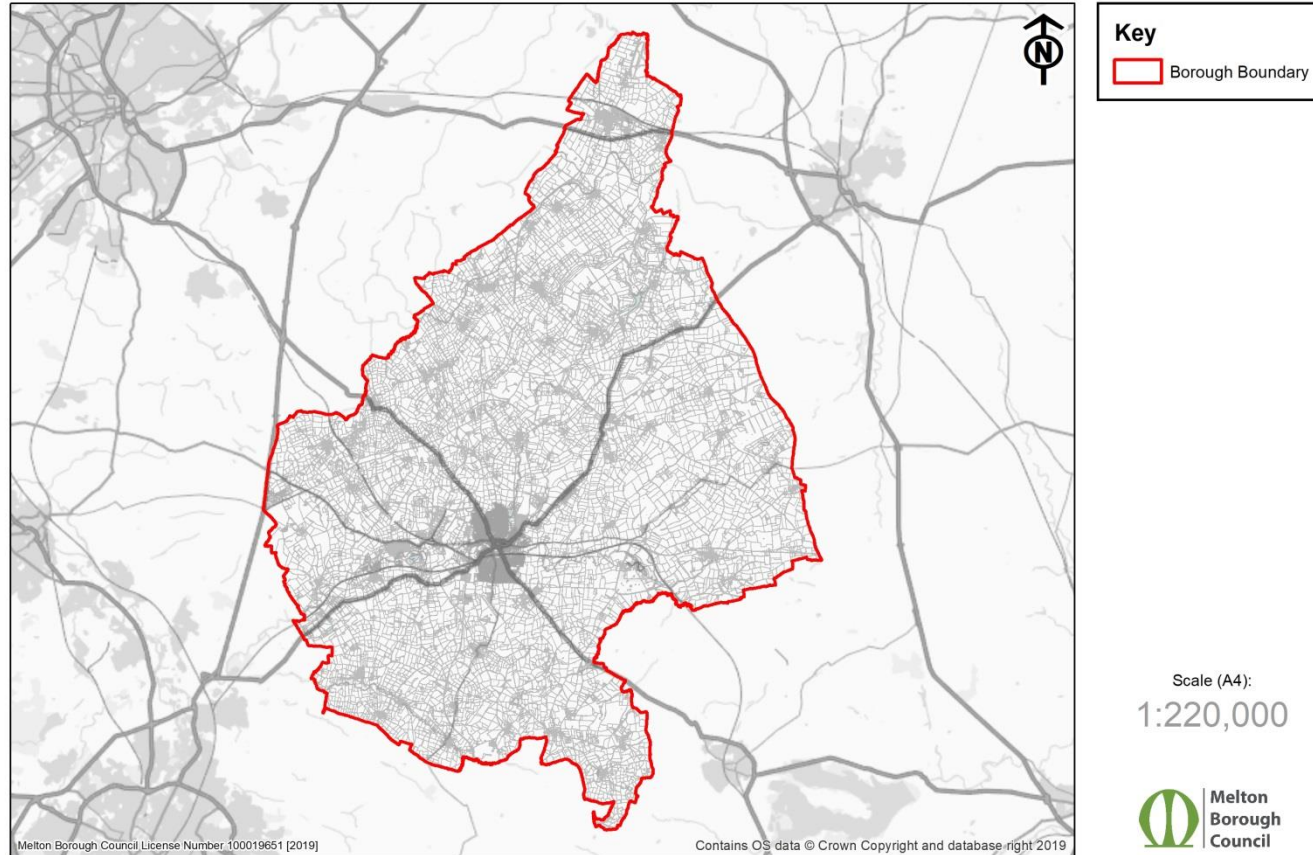 N
Key
Borough Boundary
Scale (A4):
1:220,000
Melton
Borough
Council
Melton Borough Council License Number 100019651 [2019]
Contains OS data © Crown Copyright and database right 2019